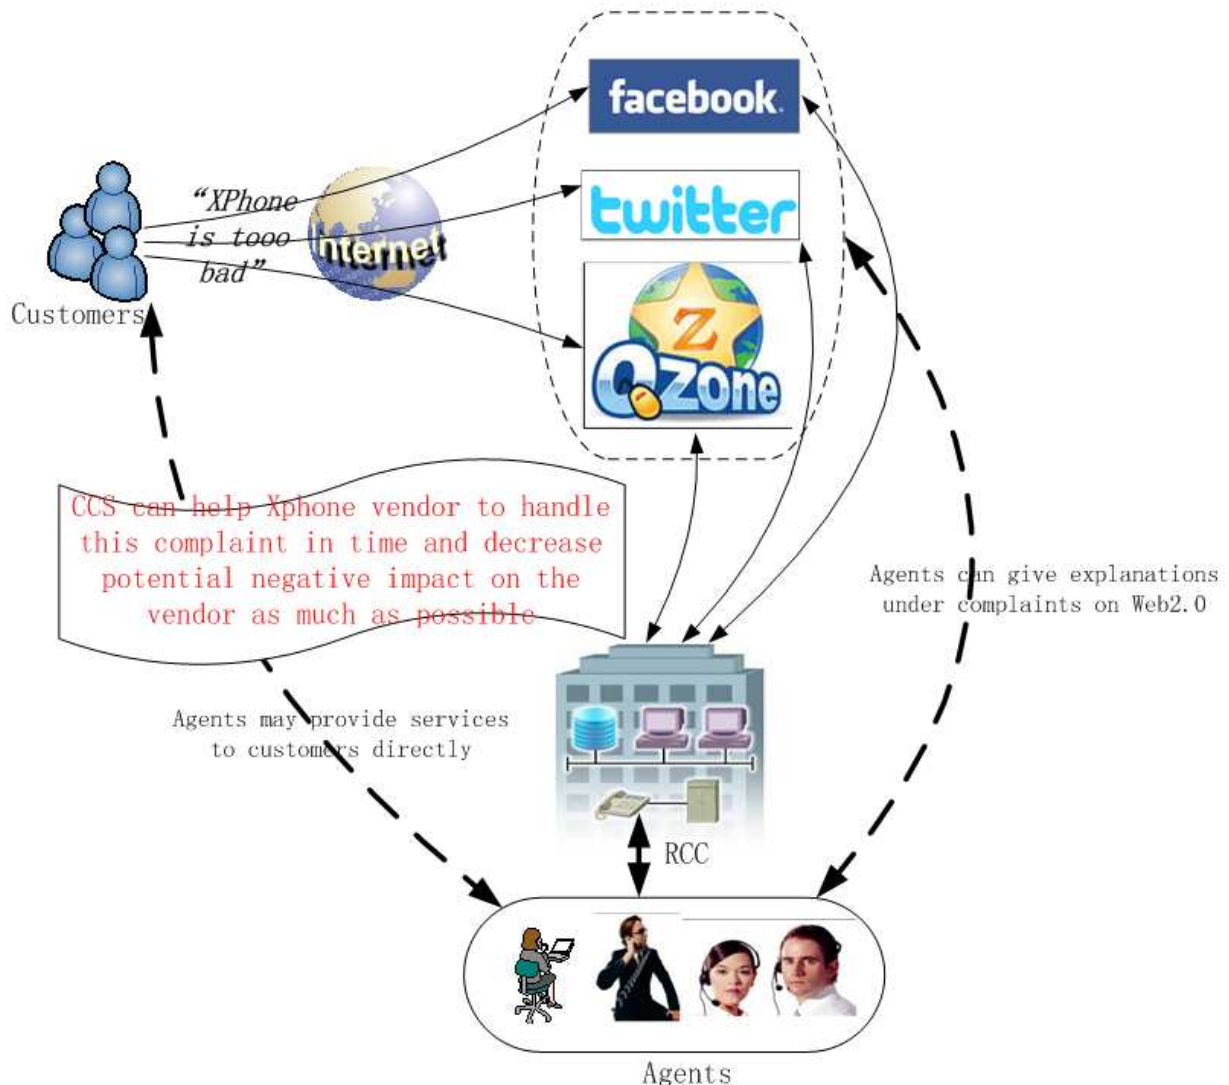 facebook.
twitter
"XPhone
is tooo
bad"
Internet
Z
Qzone
Customers
CCS can help Xphone vendor to handle
this complaint in time and decrease
potential negative impact on the
vendor as much as possible
Agents can give explanations
under complaints on Web2.0
Agents may provide services
to customers directly
RCC
Agents